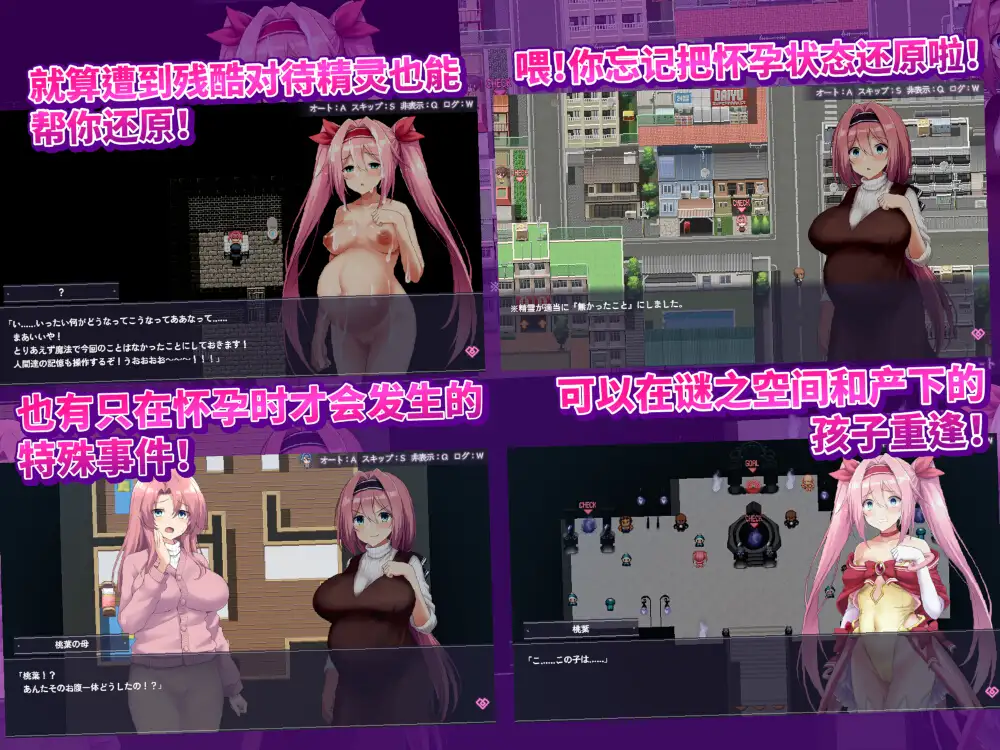 就算遭到残酷对待精灵也能
帮你还原!
オート:A スキップ:S 非表示:Q ログ:W
?
「い……いったい何がどうなってこうなってああなって……
まあいいや!
とりあえず魔法で今回のことはなかったことにしておきます!
人間達の記憶も操作するぞ!うおおおお〜〜〜!!!」
喂!你忘记把怀孕状态还原啦!
オート:A スキップ:S 非表示:Q ログ:W
DAIYU
CHECK
CHECK
※精霊が適当に『無かったこと』にしました。
也有只在怀孕时才会发生的
特殊事件!
オート:A スキップ:S 非表示:Q ログ:W
桃葉の母
「桃葉!?
あんたそのお腹一体どうしたの!?」
可以在谜之空间和产下的
孩子重逢!
GOAL
CHECK
CHECK
桃葉
「こ……この子は……」